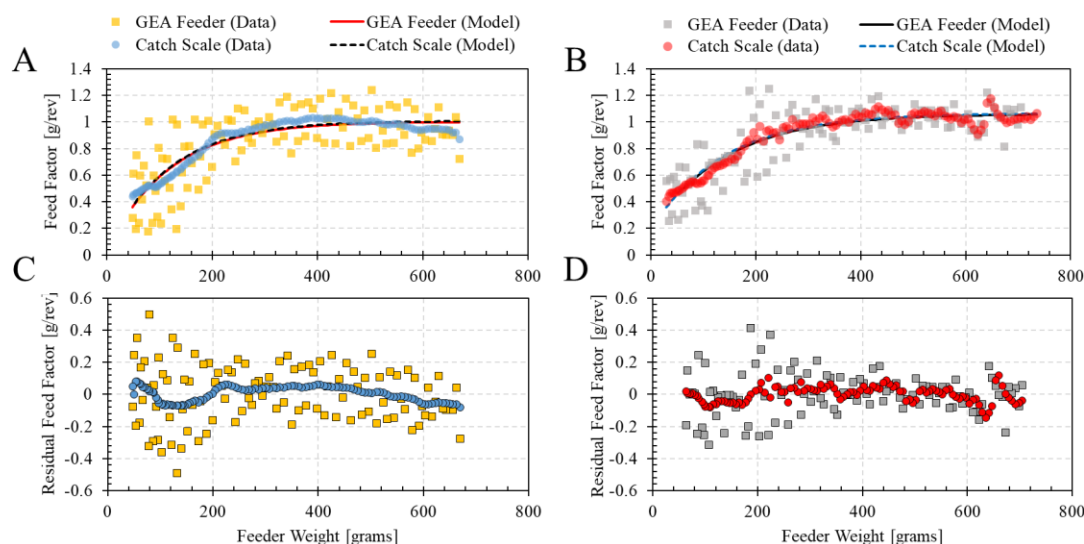 GEA Feeder (Data) GEA Feeder (Model)
Catch Scale (Data) Catch Scale (Model)
GEA Feeder (Data) GEA Feeder (Model)
Catch Scale (data) Catch Scale (Model)
A
Feed Factor [g/rev]
1.4
1.2
1
0.8
0.6
0.4
0.2
0
0 200 400 600 800
B
Feed Factor [g/rev]
1.4
1.2
1
0.8
0.6
0.4
0.2
0
0 200 400 600 800
C
Residual Feed Factor [g/rev]
0.6
0.4
0.2
0
-0.2
-0.4
-0.6
0 200 400 600 800
Feeder Weight [grams]
D
Residual Feed Factor [g/rev]
0.6
0.4
0.2
0
-0.2
-0.4
-0.6
0 200 400 600 800
Feeder Weight [grams]